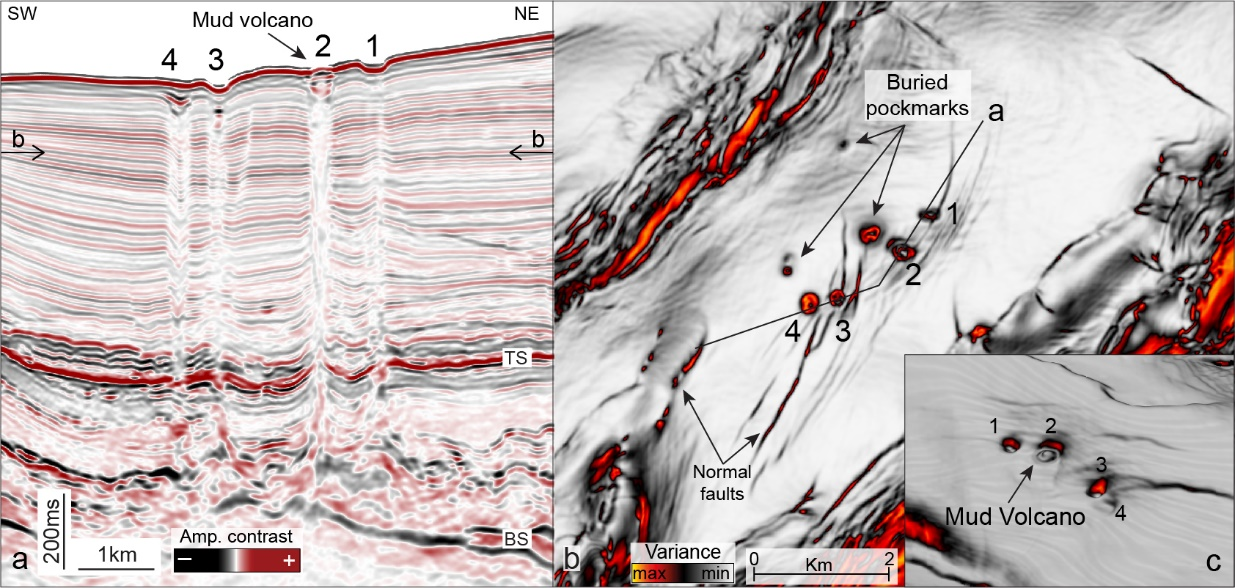 SW
NE
Mud volcano
4
3
2
1
b
b
TS
BS
200ms
1km
Amp. contrast
–
+
a
Buried
pockmarks
a
1
2
4
3
Normal
faults
b
Variance
max
min
0
Km
2
1
2
3
4
Mud Volcano
c